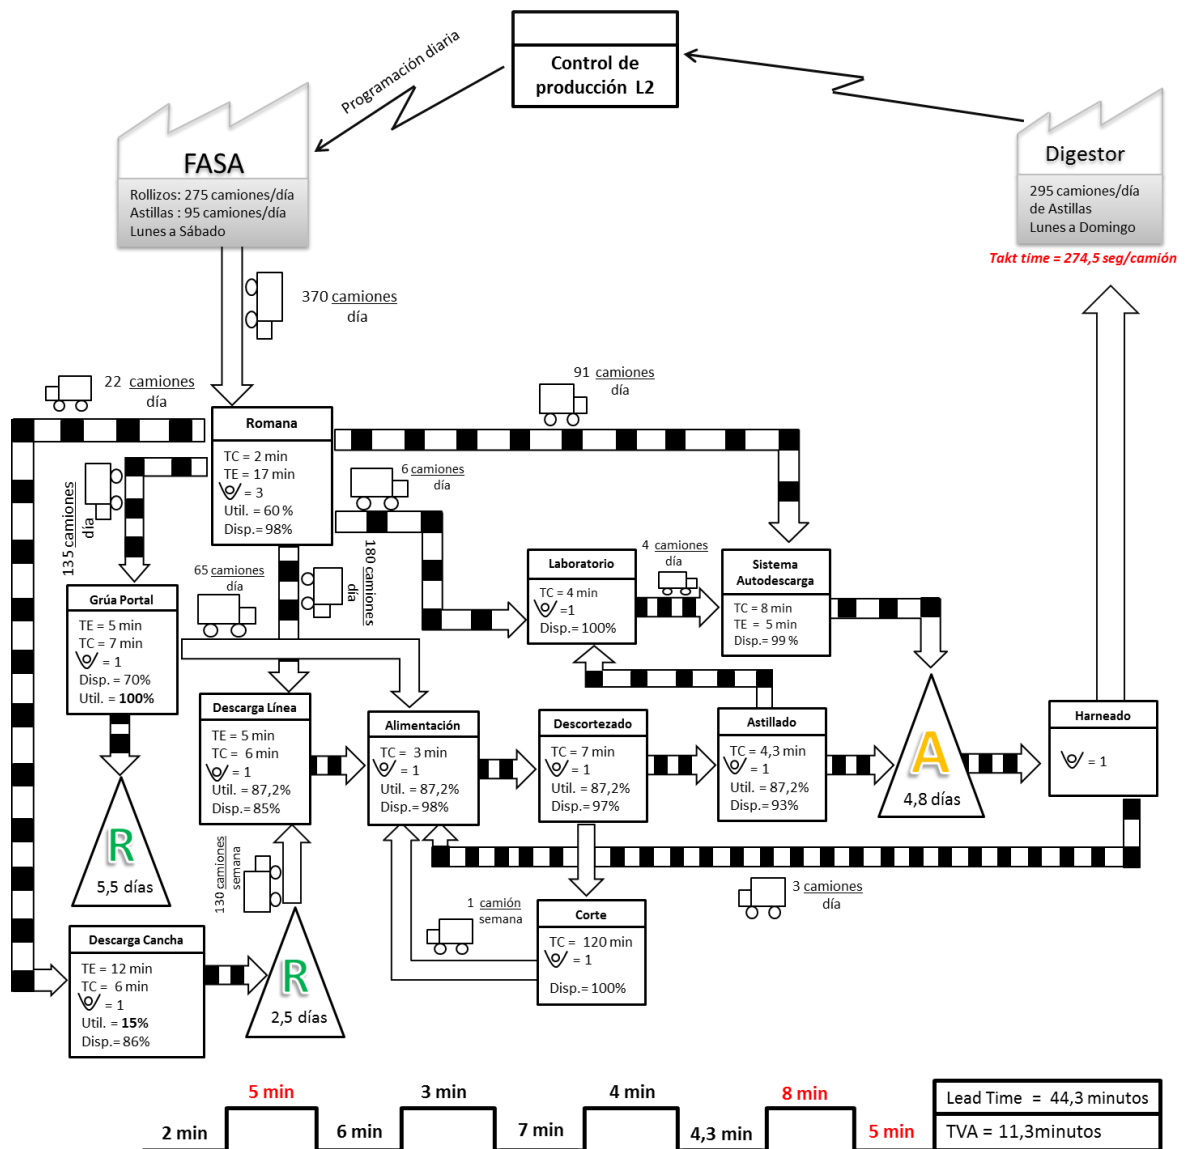 Control de
producción L2
Programación diaria
FASA
Rollizos: 275 camiones/día
Astillas : 95 camiones/día
Lunes a Sábado
Digestor
295 camiones/día
de Astillas
Lunes a Domingo
Takt time = 274,5 seg/camión
370 camiones
día
22 camiones
día
91 camiones
día
Romana
TC = 2 min
TE = 17 min
= 3
Util. = 60 %
Disp.= 98%
6 camiones
día
135 camiones
día
180 camiones
día
65 camiones
día
4 camiones
día
Grúa Portal
TE = 5 min
TC = 7 min
= 1
Disp.= 70%
Util. = 100%
Laboratorio
TC = 4 min
=1
Disp.= 100%
Sistema
Autodescarga
TC = 8 min
TE = 5 min
Disp.= 99 %
Descarga Línea
TE = 5 min
TC = 6 min
= 1
Util. = 87,2%
Disp.= 85%
Alimentación
TC = 3 min
= 1
Util. = 87,2%
Disp.= 98%
Descortezado
TC = 7 min
= 1
Util. = 87,2%
Disp.= 97%
Astillado
TC = 4,3 min
= 1
Util. = 87,2%
Disp.= 93%
A
4,8 días
Harneado
= 1
R
5,5 días
130 camiones
semana
1 camión
semana
3 camiones
día
Corte
TC = 120 min
= 1
Disp.= 100%
Descarga Cancha
TE = 12 min
TC = 6 min
= 1
Util. = 15%
Disp.= 86%
R
2,5 días
2 min
5 min
6 min
3 min
7 min
4 min
4,3 min
8 min
5 min
Lead Time = 44,3 minutos
TVA = 11,3minutos